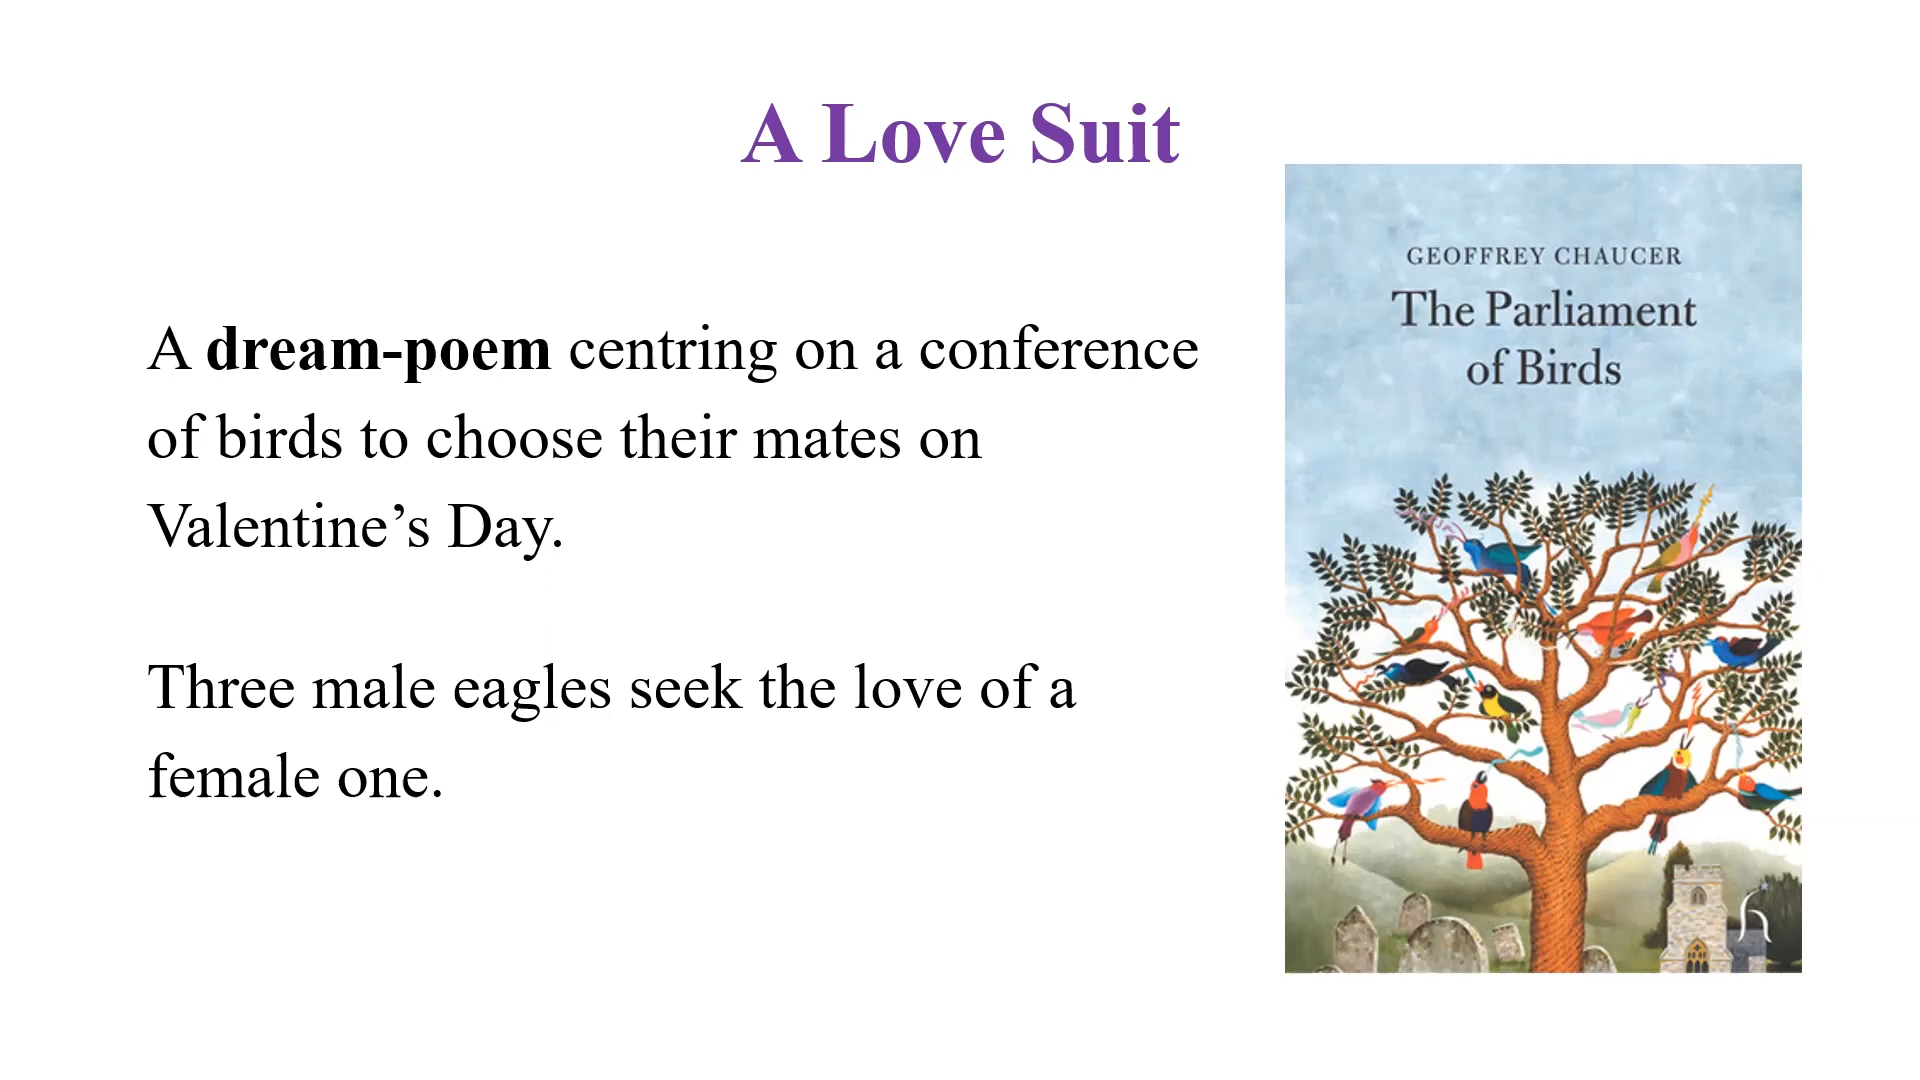 A Love Suit
A dream-poem centring on a conference
of birds to choose their mates on
Valentine’s Day.
Three male eagles seek the love of a
female one.
GEOFFREY CHAUCER
The Parliament
of Birds